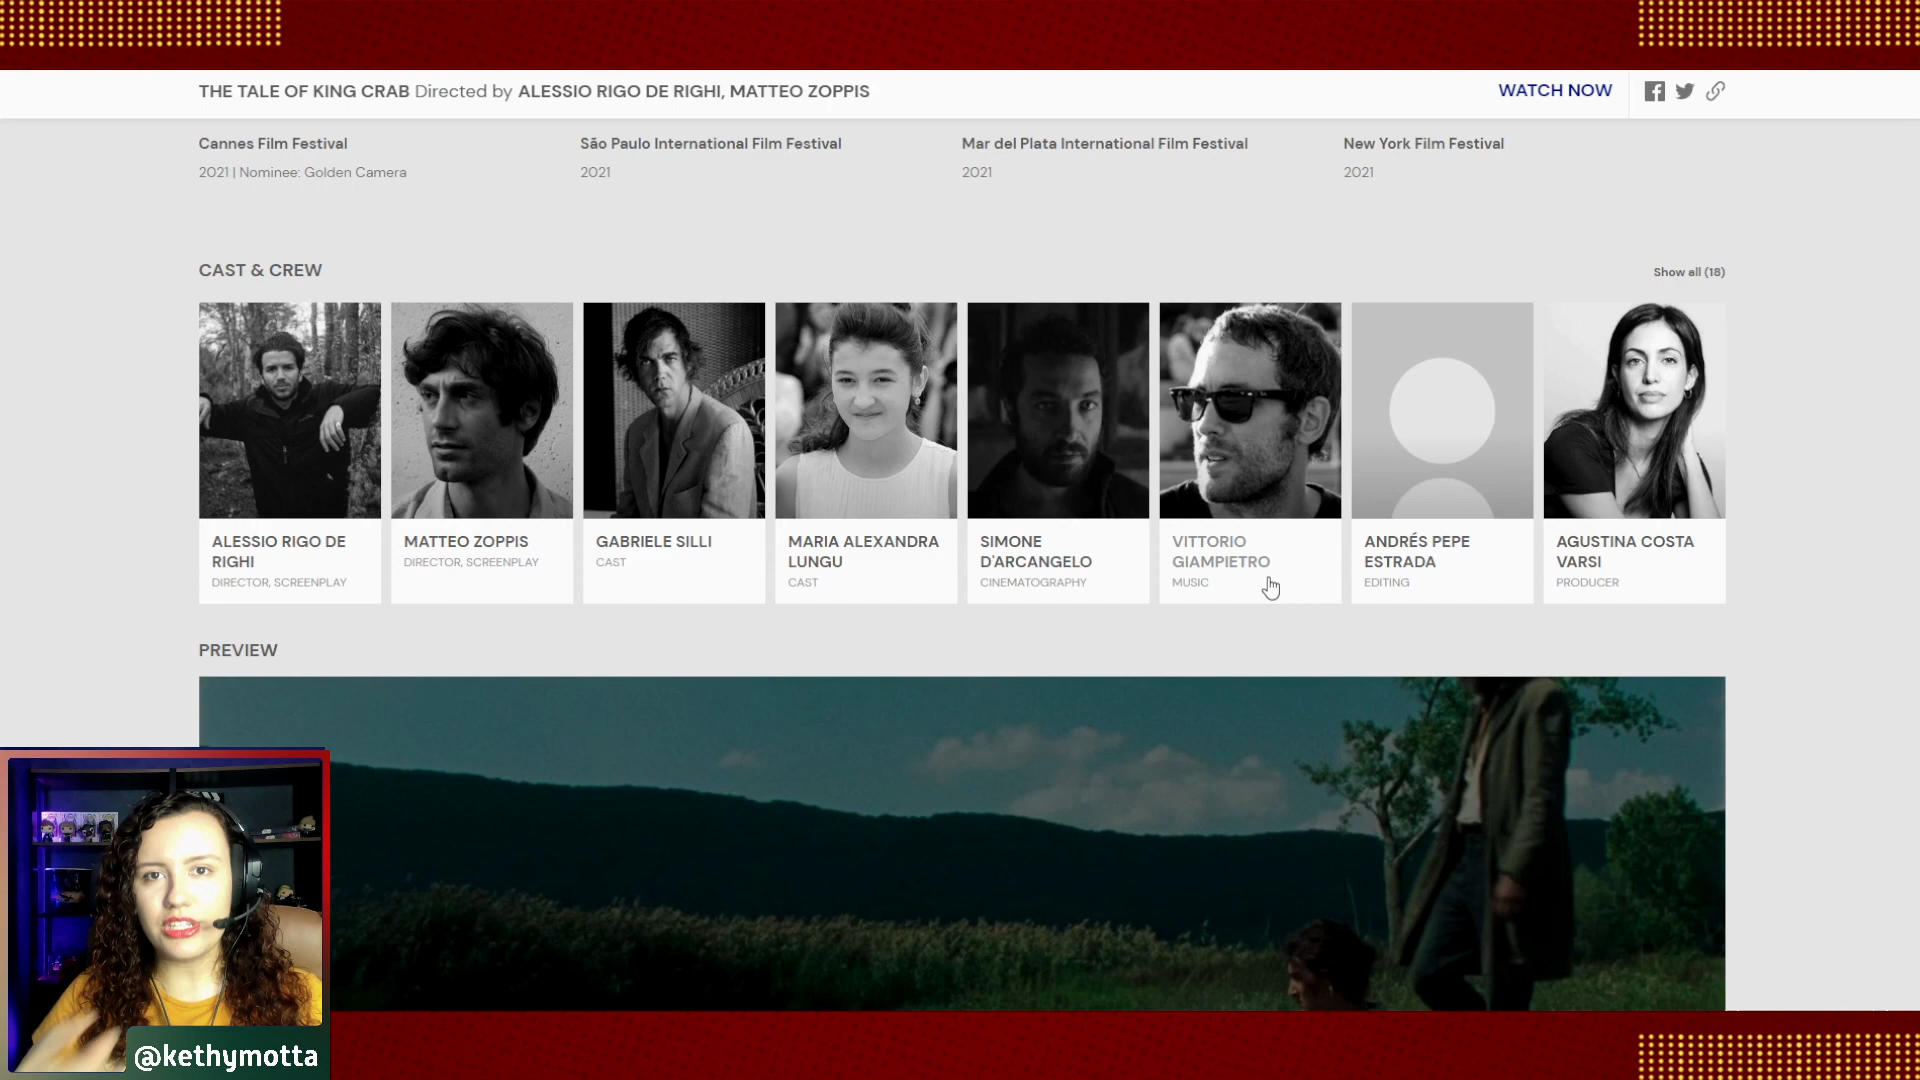 THE TALE OF KING CRAB Directed by ALESSIO RIGO DE RIGHI, MATTEO ZOPPIS
WATCH NOW
Cannes Film Festival
2021 | Nominee: Golden Camera
São Paulo International Film Festival
2021
Mar del Plata International Film Festival
2021
New York Film Festival
2021
CAST & CREW
Show all (18)
ALESSIO RIGO DE
RIGHI
DIRECTOR, SCREENPLAY
MATTEO ZOPPIS
DIRECTOR, SCREENPLAY
GABRIELE SILLI
CAST
MARIA ALEXANDRA
LUNGU
CAST
SIMONE
D'ARCANGELO
CINEMATOGRAPHY
VITTORIO
GIAMPIETRO
MUSIC
ANDRÉS PEPE
ESTRADA
EDITING
AGUSTINA COSTA
VARSI
PRODUCER
PREVIEW
@kethymotta